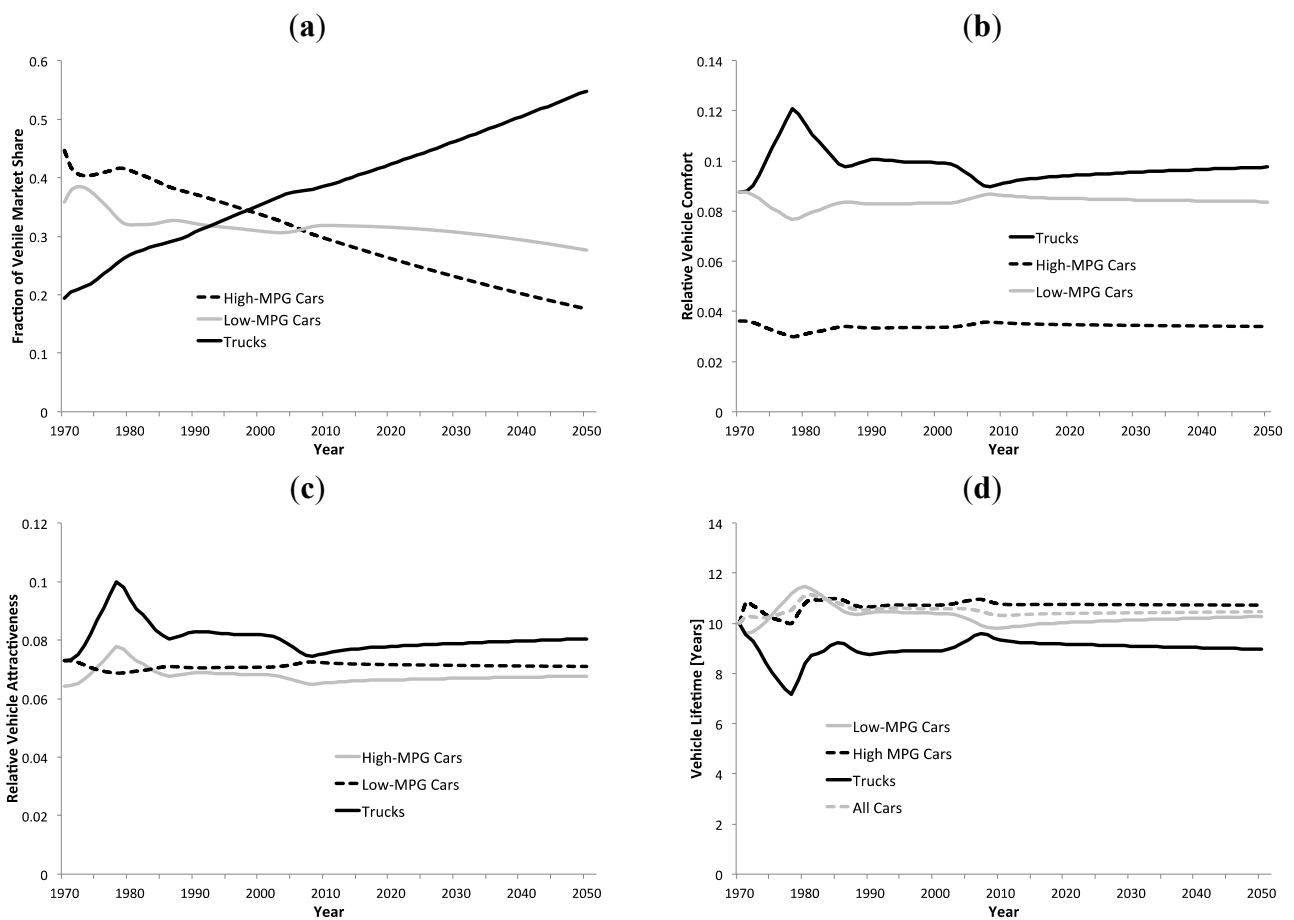 (a)
Fraction of Vehile Market Share
0.6
0.5
0.4
0.3
0.2
0.1
0
High-MPG Cars
Low-MPG Cars
Trucks
1970 1980 1990 2000 2010 2020 2030 2040 2050
Year
(b)
Relative Vehicle Comfort
0.14
0.12
0.1
0.08
0.06
0.04
0.02
0
Trucks
High-MPG Cars
Low-MPG Cars
1970 1980 1990 2000 2010 2020 2030 2040 2050
Year
(c)
Relative Vehicle Attractiveness
0.12
0.1
0.08
0.06
0.04
0.02
0
High-MPG Cars
Low-MPG Cars
Trucks
1970 1980 1990 2000 2010 2020 2030 2040 2050
Year
(d)
Vehicle Lifetime [Years]
14
12
10
8
6
4
2
0
Low-MPG Cars
High MPG Cars
Trucks
All Cars
1970 1980 1990 2000 2010 2020 2030 2040 2050
Year